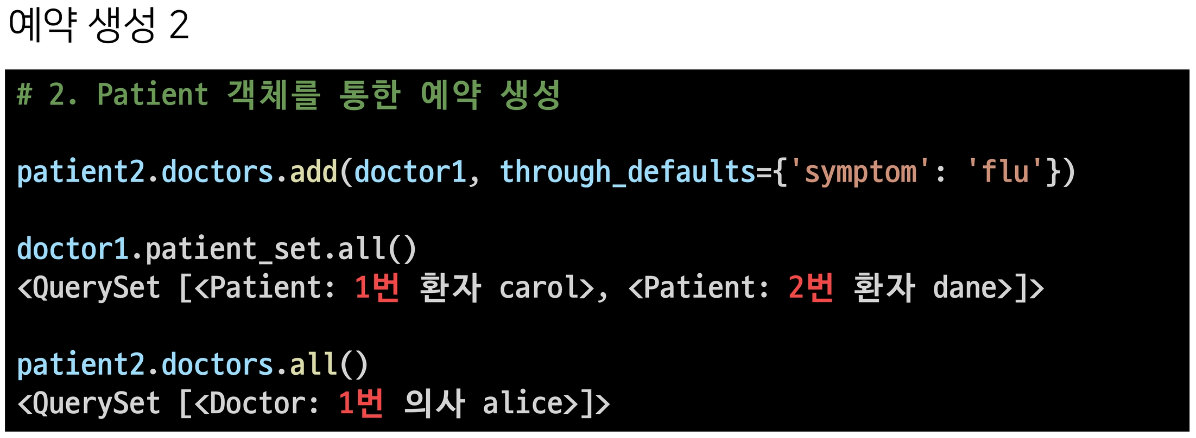 예약 생성 2
# 2. Patient 객체를 통한 예약 생성
patient2.doctors.add(doctor1, through_defaults={'symptom': 'flu'})
doctor1.patient_set.all()
<QuerySet [<Patient: 1번 환자 carol>, <Patient: 2번 환자 dane>]>
patient2.doctors.all()
<QuerySet [<Doctor: 1번 의사 alice>]>